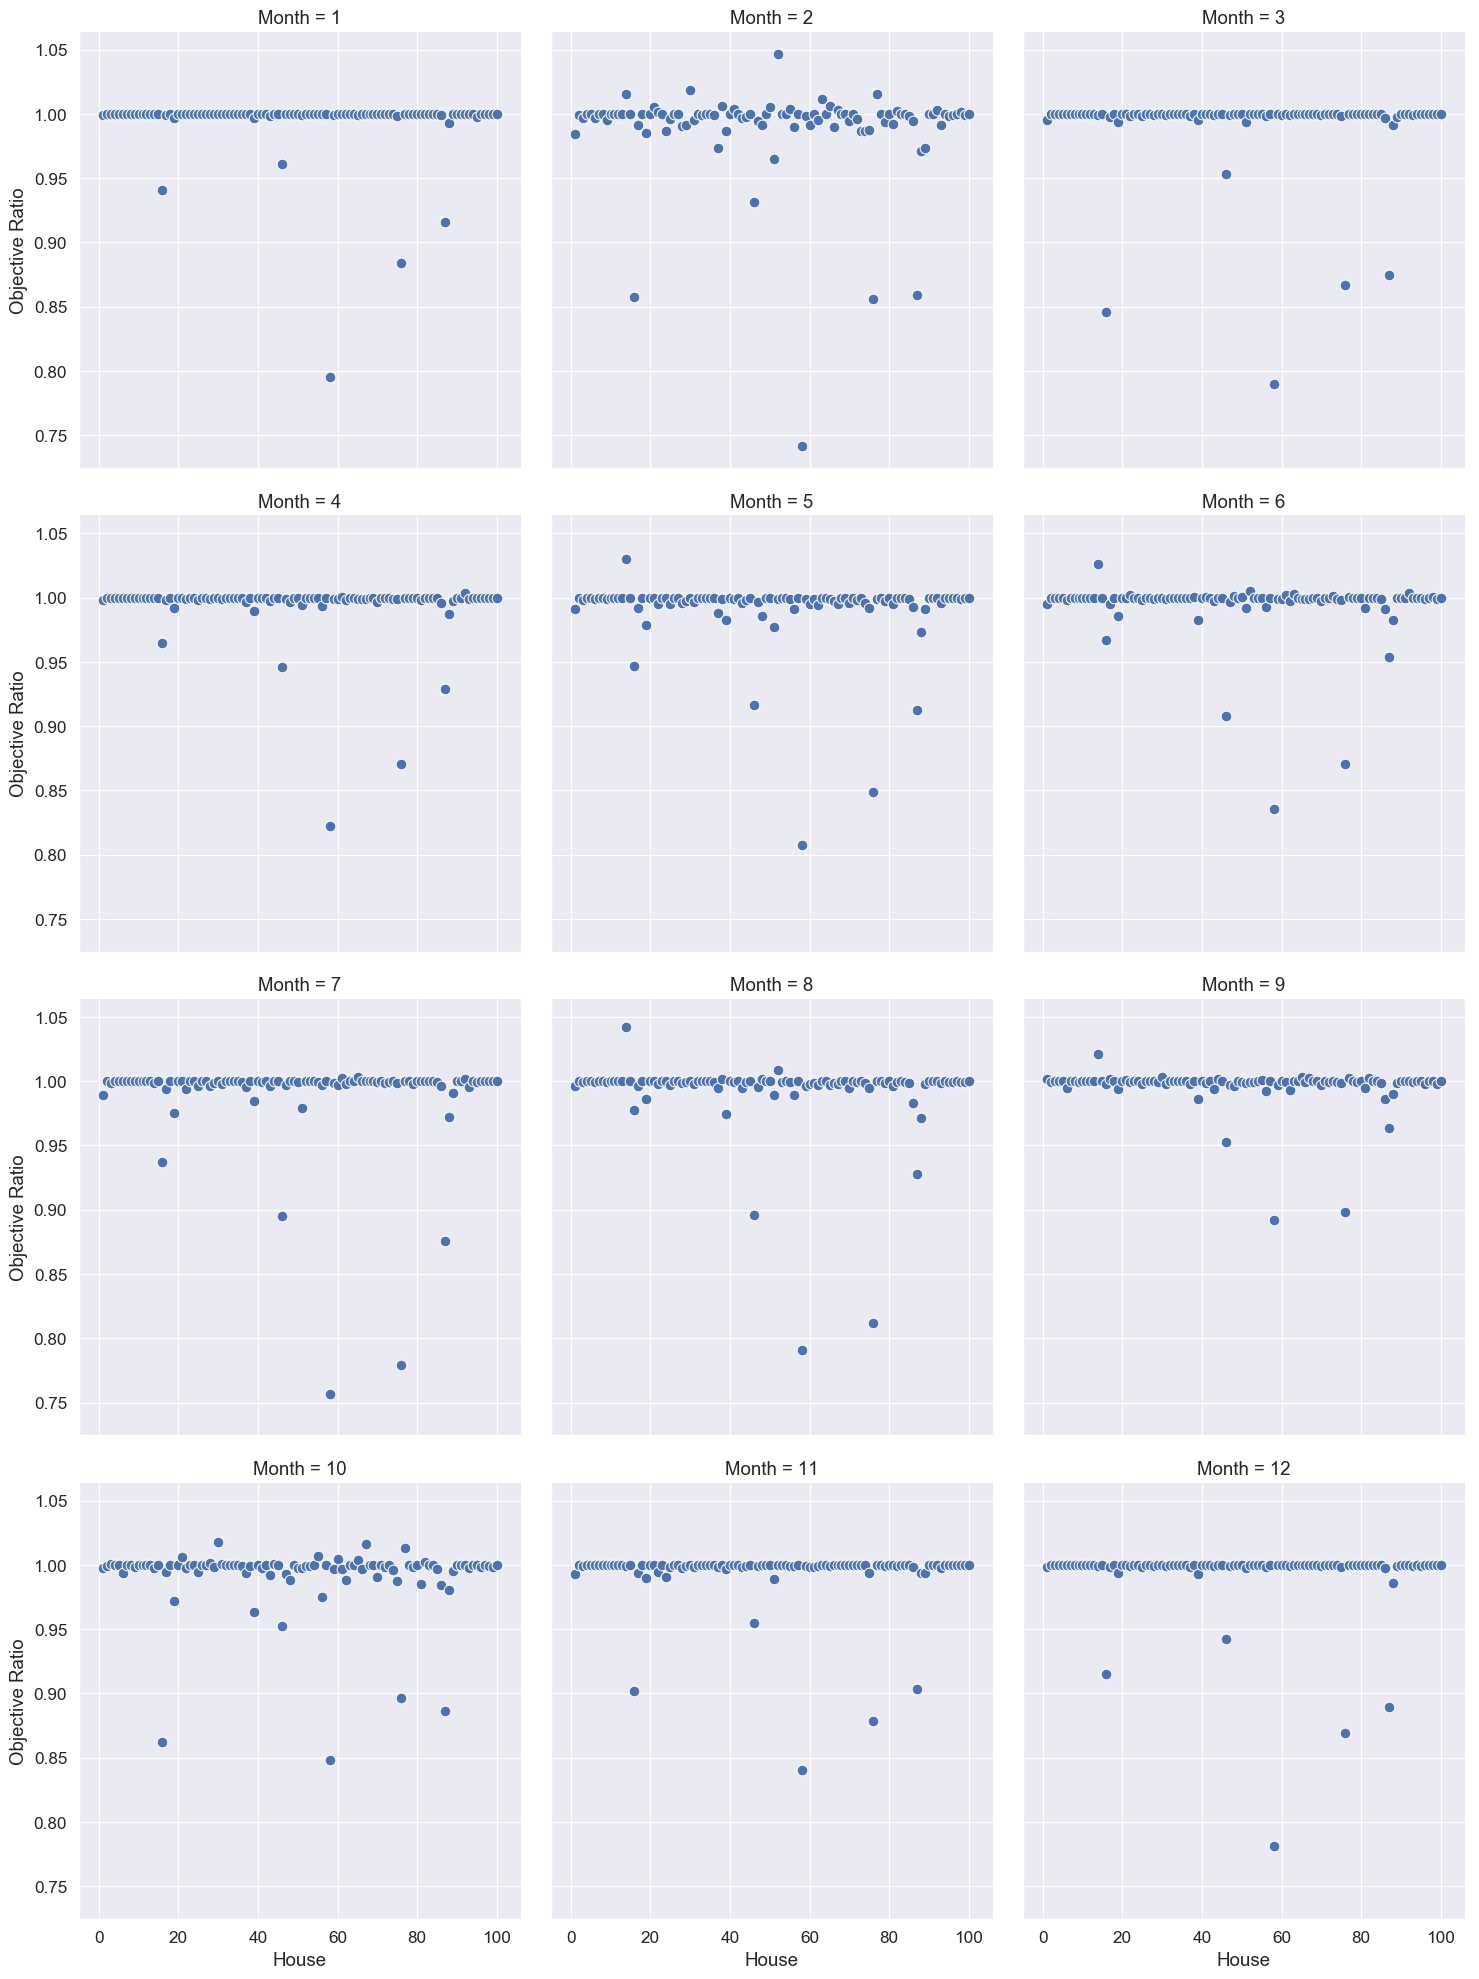 Month = 1
Month = 2
Month = 3
1.05
1.00
0.95
0.90
0.85
0.80
0.75
Objective Ratio
Month = 4
Month = 5
Month = 6
1.05
1.00
0.95
0.90
0.85
0.80
0.75
Objective Ratio
Month = 7
Month = 8
Month = 9
1.05
1.00
0.95
0.90
0.85
0.80
0.75
Objective Ratio
Month = 10
Month = 11
Month = 12
1.05
1.00
0.95
0.90
0.85
0.80
0.75
Objective Ratio
0 20 40 60 80 100
0 20 40 60 80 100
0 20 40 60 80 100
House
House
House